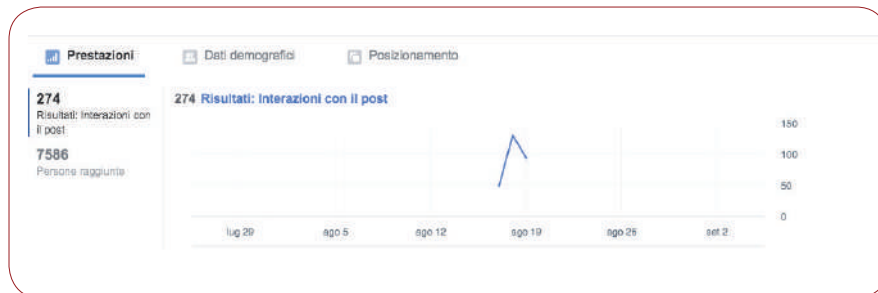 Prestazioni
Dati demografici
Posizionamento
274
Risultati: Interazioni con
il post
7586
Persone raggiunte
274 Risultati: Interazioni con il post
150
100
50
0
lug 29
ago 5
ago 12
ago 19
ago 26
set 2